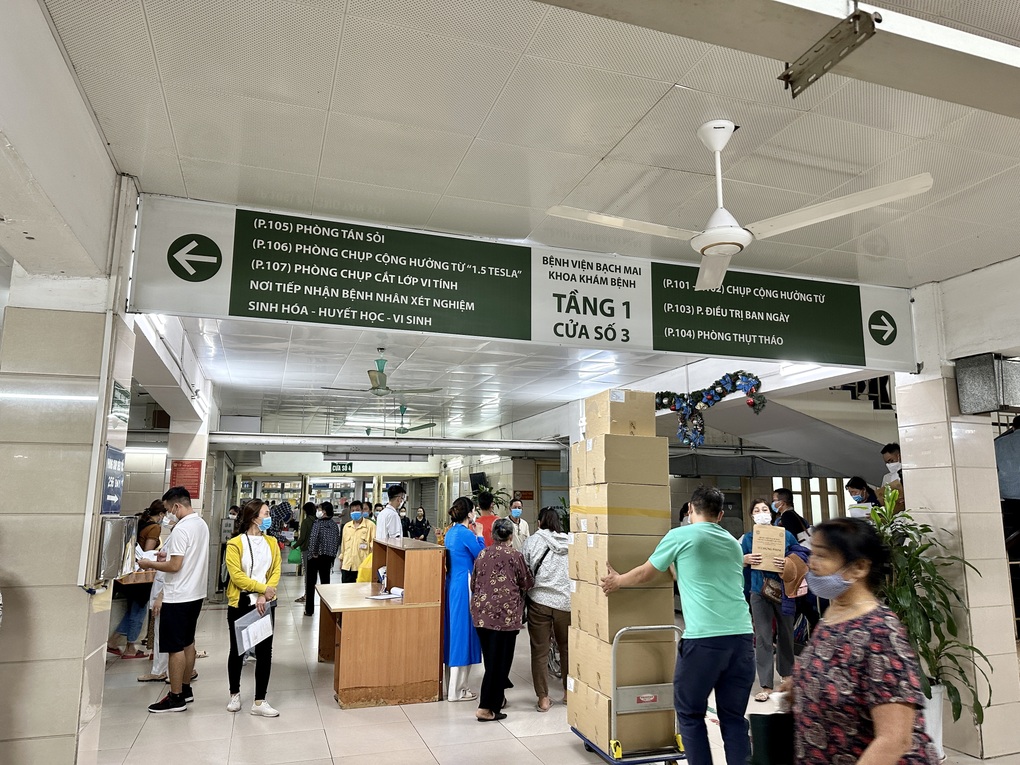 (P.105) PHÒNG TÁN SỎI
(P.106) PHÒNG CHỤP CỘNG HƯỞNG TỪ "1.5 TESLA"
(P.107) PHÒNG CHỤP CẮT LỚP VI TÍNH
NƠI TIẾP NHẬN BỆNH NHÂN XÉT NGHIỆM
SINH HÓA - HUYẾT HỌC - VI SINH
BỆNH VIỆN BẠCH MAI
KHOA KHÁM BỆNH
TẦNG 1
CỬA SỐ 3
(P.101 - 102) CHỤP CỘNG HƯỞNG TỪ
(P.103) P. ĐIỀU TRỊ BAN NGÀY
(P.104) PHÒNG THỤT THÁO
CỬA SỐ 4